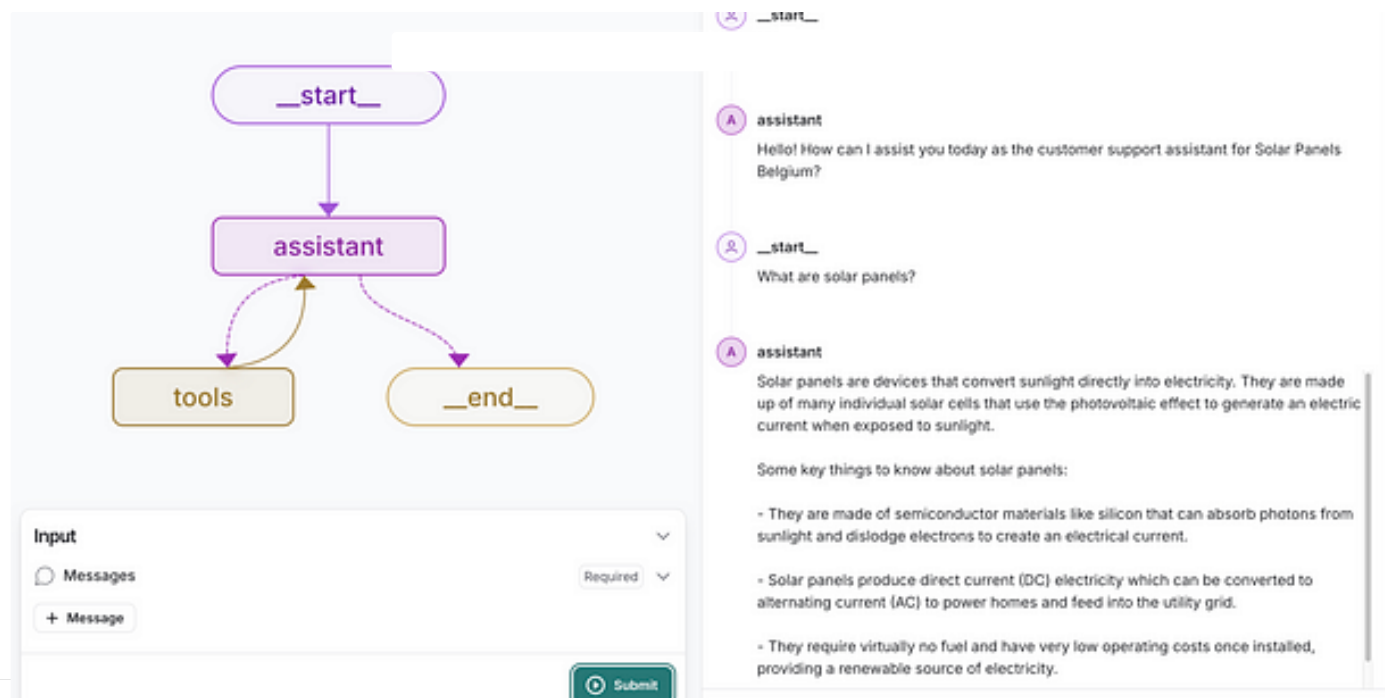 __start__
assistant
tools
__end__
Input
Messages
Required
+ Message
Submit
__start__
A
assistant
Hello! How can I assist you today as the customer support assistant for Solar Panels
Belgium?
__start__
What are solar panels?
A
assistant
Solar panels are devices that convert sunlight directly into electricity. They are made
up of many individual solar cells that use the photovoltaic effect to generate an electric
current when exposed to sunlight.
Some key things to know about solar panels:
- They are made of semiconductor materials like silicon that can absorb photons from
sunlight and dislodge electrons to create an electrical current.
- Solar panels produce direct current (DC) electricity which can be converted to
alternating current (AC) to power homes and feed into the utility grid.
- They require virtually no fuel and have very low operating costs once installed,
providing a renewable source of electricity.